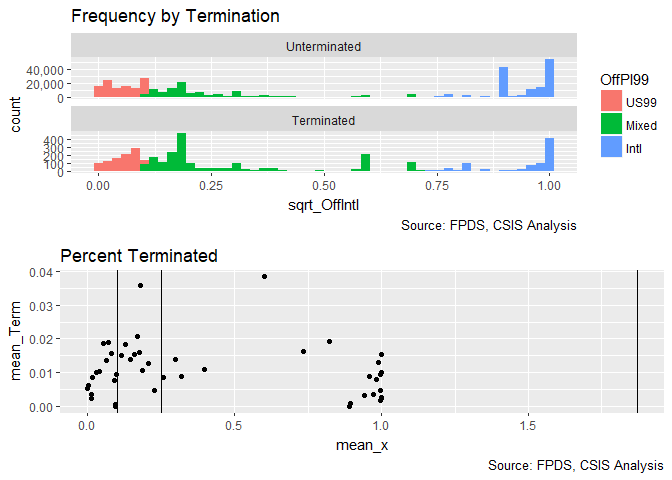 Frequency by Termination
Unterminated
40,000
20,000
0
Terminated
400
300
200
100
0
count
0.00 0.25 0.50 0.75 1.00
sqrt_OffIntl
OffPl99
US99
Mixed
Intl
Source: FPDS, CSIS Analysis
Percent Terminated
0.04
0.03
0.02
0.01
0.00
mean_Term
0.0 0.5 1.0 1.5
mean_x
Source: FPDS, CSIS Analysis